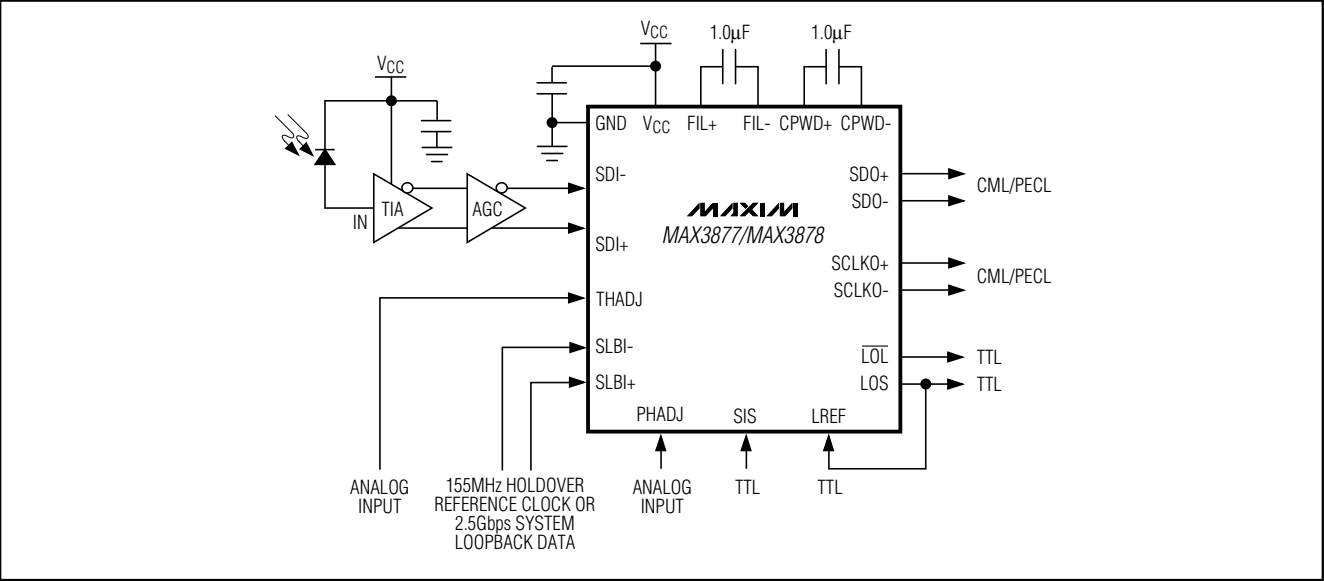 VCC
1.0µF
1.0µF
VCC
GND
VCC
FIL+
FIL-
CPWD+
CPWD-
SDI-
SDO+
CML/PECL
SDO-
TIA
AGC
IN
MAXIM
MAX3877/MAX3878
SDI+
SCLKO+
CML/PECL
SCLKO-
THADJ
SLBI-
LOL
TTL
SLBI+
LOS
TTL
PHADJ
SIS
LREF
ANALOG
INPUT
155MHz HOLDOVER
REFERENCE CLOCK OR
2.5Gbps SYSTEM
LOOPBACK DATA
ANALOG
INPUT
TTL
TTL